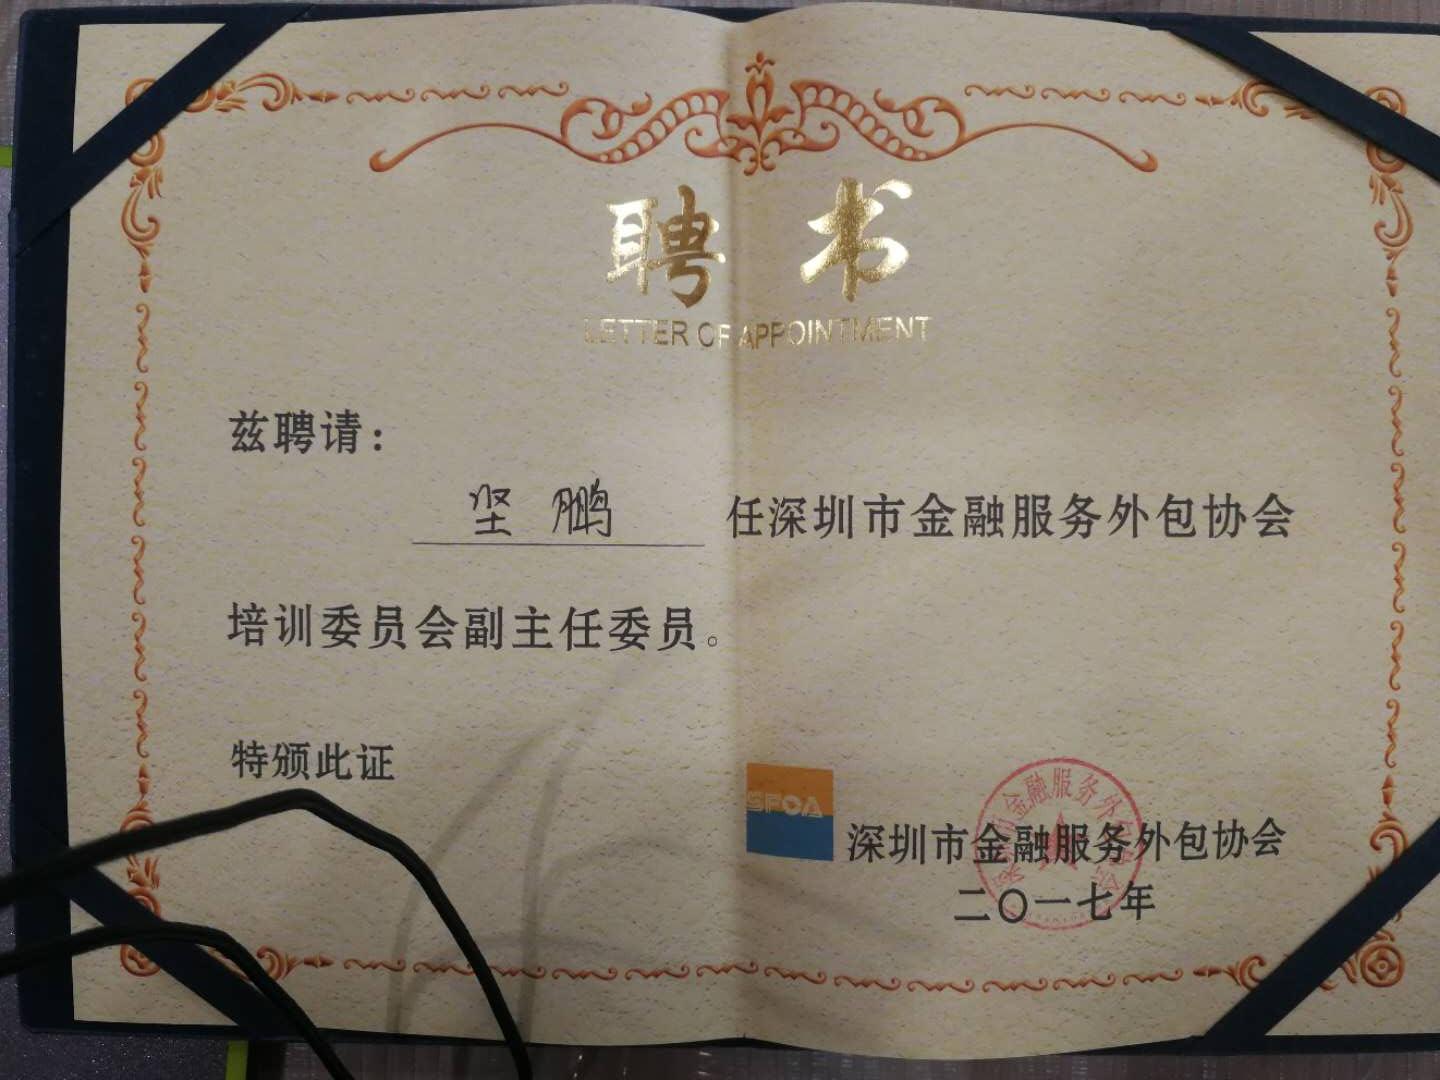 聘书
LETTER OF APPOINTMENT
兹聘请：
坚鹏 任深圳市金融服务外包协会
培训委员会副主任委员。
特颁此证
SFOA
深圳市金融服务外包协会
二〇一七年